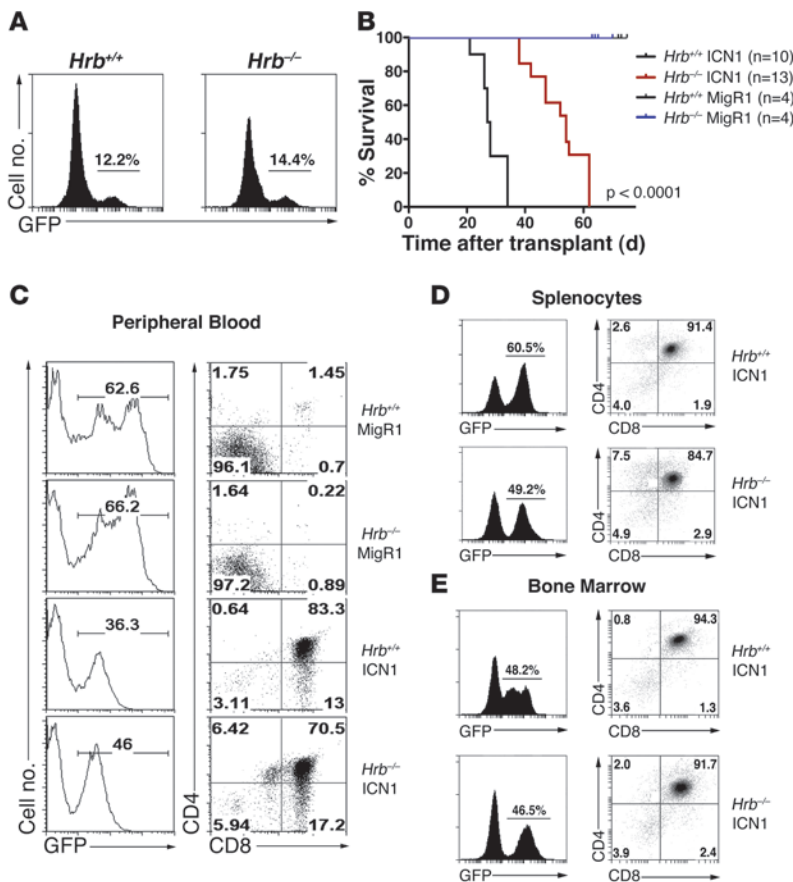 A
Hrb+/+
Hrb–/–
Cell no.
12.2%
14.4%
GFP
B
% Survival
100
80
60
40
20
0
0
20
40
60
Time after transplant (d)
p < 0.0001
Hrb+/+ ICN1 (n=10)
Hrb–/– ICN1 (n=13)
Hrb+/+ MigR1 (n=4)
Hrb–/– MigR1 (n=4)
C
Peripheral Blood
62.6
1.75
1.45
96.1
0.7
Hrb+/+
MigR1
66.2
1.64
0.22
97.2
0.89
Hrb–/–
MigR1
36.3
0.64
83.3
3.11
13
Hrb+/+
ICN1
46
6.42
70.5
5.94
17.2
Hrb–/–
ICN1
Cell no.
GFP
CD4
CD8
D
Splenocytes
60.5%
GFP
CD4
2.6
91.4
4.0
1.9
CD8
Hrb+/+
ICN1
49.2%
GFP
CD4
7.5
84.7
4.9
2.9
CD8
Hrb–/–
ICN1
E
Bone Marrow
48.2%
GFP
CD4
0.8
94.3
3.6
1.3
CD8
Hrb+/+
ICN1
46.5%
GFP
CD4
2.0
91.7
3.9
2.4
CD8
Hrb–/–
ICN1